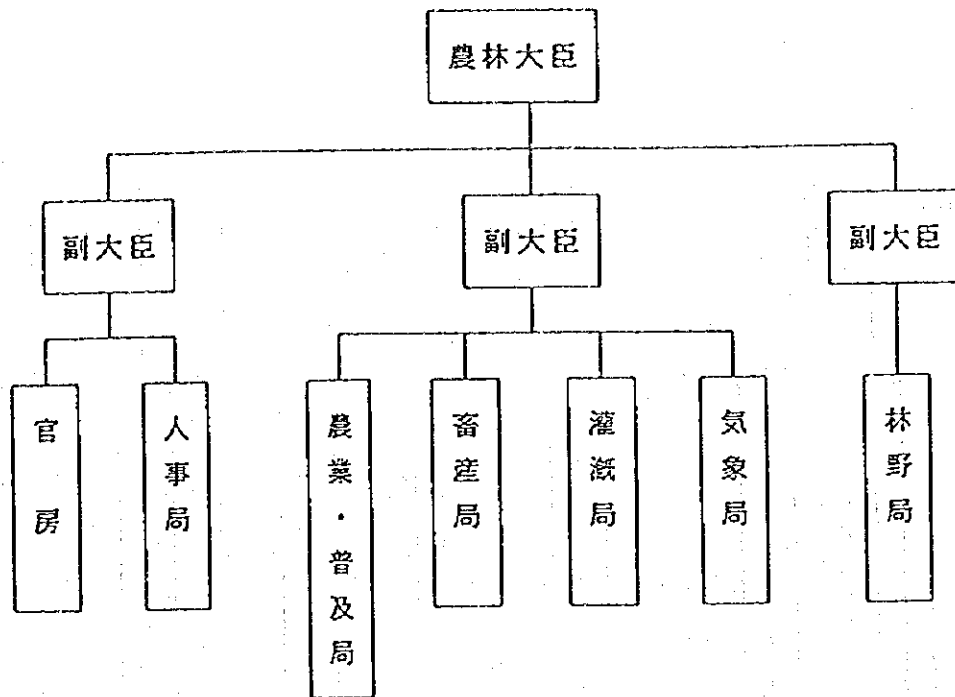 農林大臣
副大臣
副大臣
副大臣
官房
人事局
農業・普及局
畜産局
灌漑局
気象局
林野局